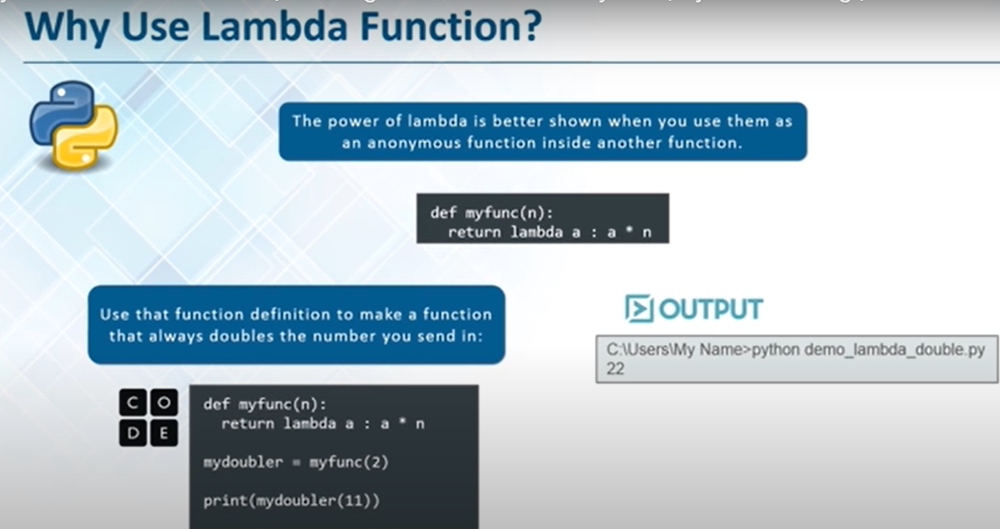 Why Use Lambda Function?
The power of lambda is better shown when you use them as
an anonymous function inside another function.
def myfunc(n):
  return lambda a : a * n
Use that function definition to make a function
that always doubles the number you send in:
OUTPUT
C:\Users\My Name>python demo_lambda_double.py
22
C O
D E
def myfunc(n):
  return lambda a : a * n
mydoubler = myfunc(2)
print(mydoubler(11))